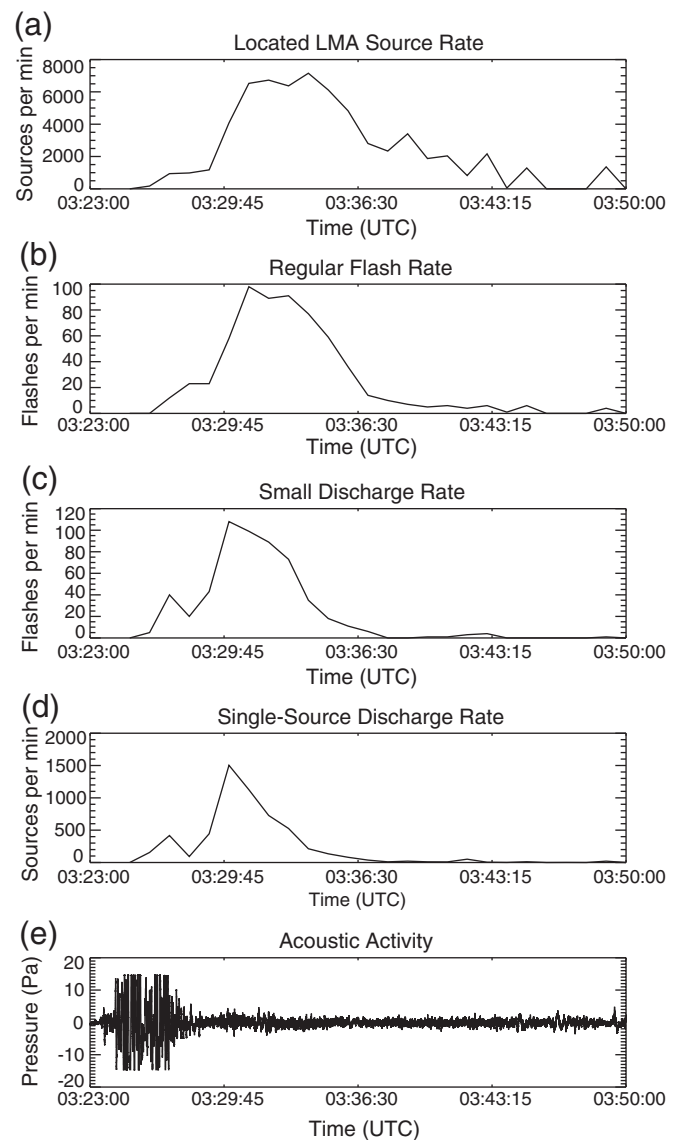 (a)
Located LMA Source Rate
Sources per min
8000
6000
4000
2000
0
03:23:00 03:29:45 03:36:30 03:43:15 03:50:00
Time (UTC)
(b)
Regular Flash Rate
Flashes per min
100
80
60
40
20
0
03:23:00 03:29:45 03:36:30 03:43:15 03:50:00
Time (UTC)
(c)
Small Discharge Rate
Flashes per min
120
100
80
60
40
20
0
03:23:00 03:29:45 03:36:30 03:43:15 03:50:00
Time (UTC)
(d)
Single-Source Discharge Rate
Sources per min
2000
1500
1000
500
0
03:23:00 03:29:45 03:36:30 03:43:15 03:50:00
Time (UTC)
(e)
Acoustic Activity
Pressure (Pa)
20
10
0
-10
-20
03:23:00 03:29:45 03:36:30 03:43:15 03:50:00
Time (UTC)